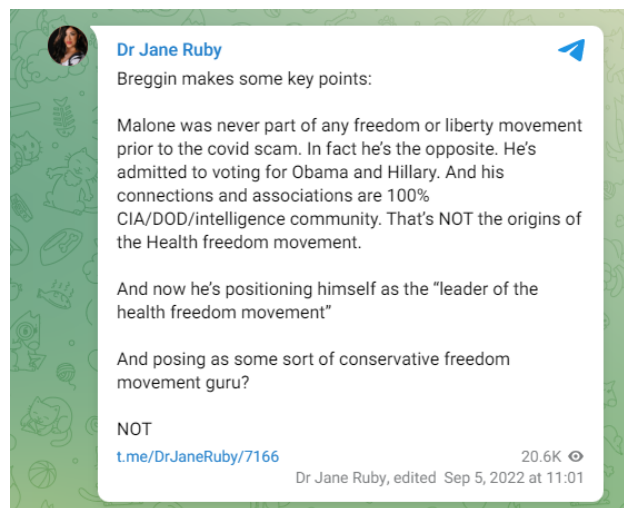 Dr Jane Ruby
Breggin makes some key points:
Malone was never part of any freedom or liberty movement
prior to the covid scam. In fact he's the opposite. He's
admitted to voting for Obama and Hillary. And his
connections and associations are 100%
CIA/DOD/intelligence community. That's NOT the origins of
the Health freedom movement.
And now he's positioning himself as the “leader of the
health freedom movement”
And posing as some sort of conservative freedom
movement guru?
NOT
t.me/DrJaneRuby/7166 20.6K
Dr Jane Ruby, edited Sep 5, 2022 at 11:01